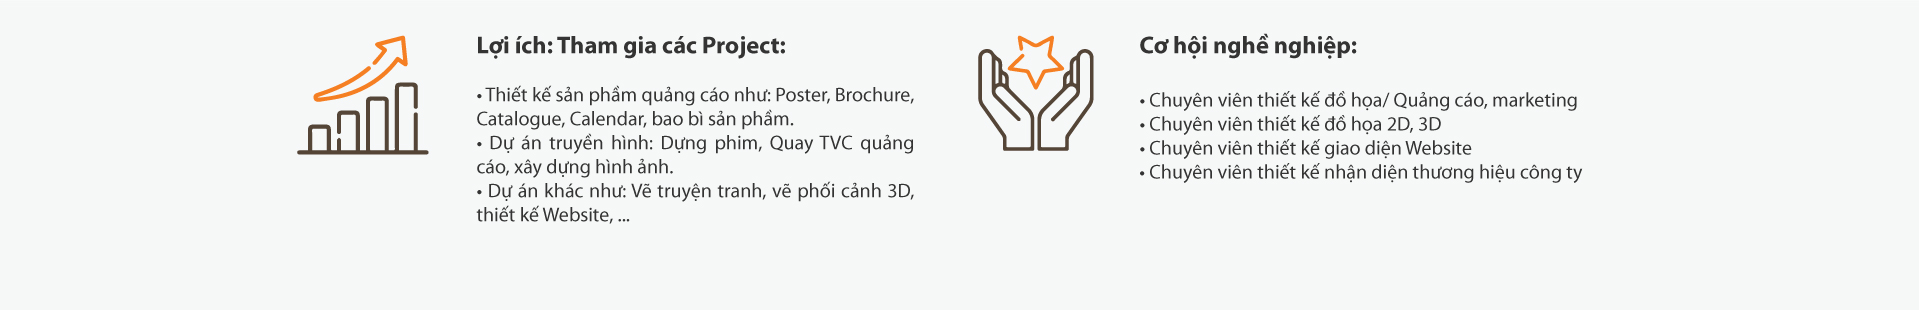 Lợi ích: Tham gia các Project:
• Thiết kế sản phẩm quảng cáo như: Poster, Brochure,
Catalogue, Calendar, bao bì sản phẩm.
• Dự án truyền hình: Dựng phim, Quay TVC quảng
cáo, xây dựng hình ảnh.
• Dự án khác như: Vẽ truyện tranh, vẽ phối cảnh 3D,
thiết kế Website, ...
Cơ hội nghề nghiệp:
• Chuyên viên thiết kế đồ họa/ Quảng cáo, marketing
• Chuyên viên thiết kế đồ họa 2D, 3D
• Chuyên viên thiết kế giao diện Website
• Chuyên viên thiết kế nhận diện thương hiệu công ty